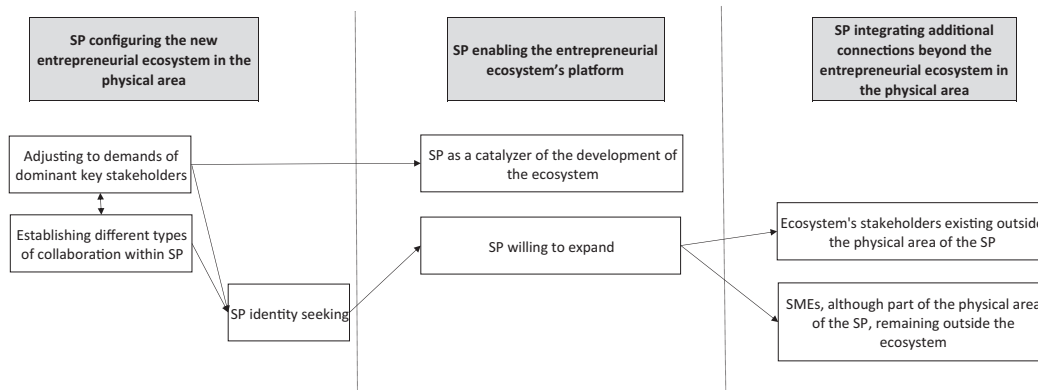 SP configuring the new
entrepreneurial ecosystem in the
physical area
SP enabling the entrepreneurial
ecosystem's platform
SP integrating additional
connections beyond the
entrepreneurial ecosystem in
the physical area
Adjusting to demands of
dominant key stakeholders
Establishing different types
of collaboration within SP
SP identity seeking
SP as a catalyzer of the development of
the ecosystem
SP willing to expand
Ecosystem's stakeholders existing outside
the physical area of the SP
SMEs, although part of the physical area
of the SP, remaining outside the
ecosystem